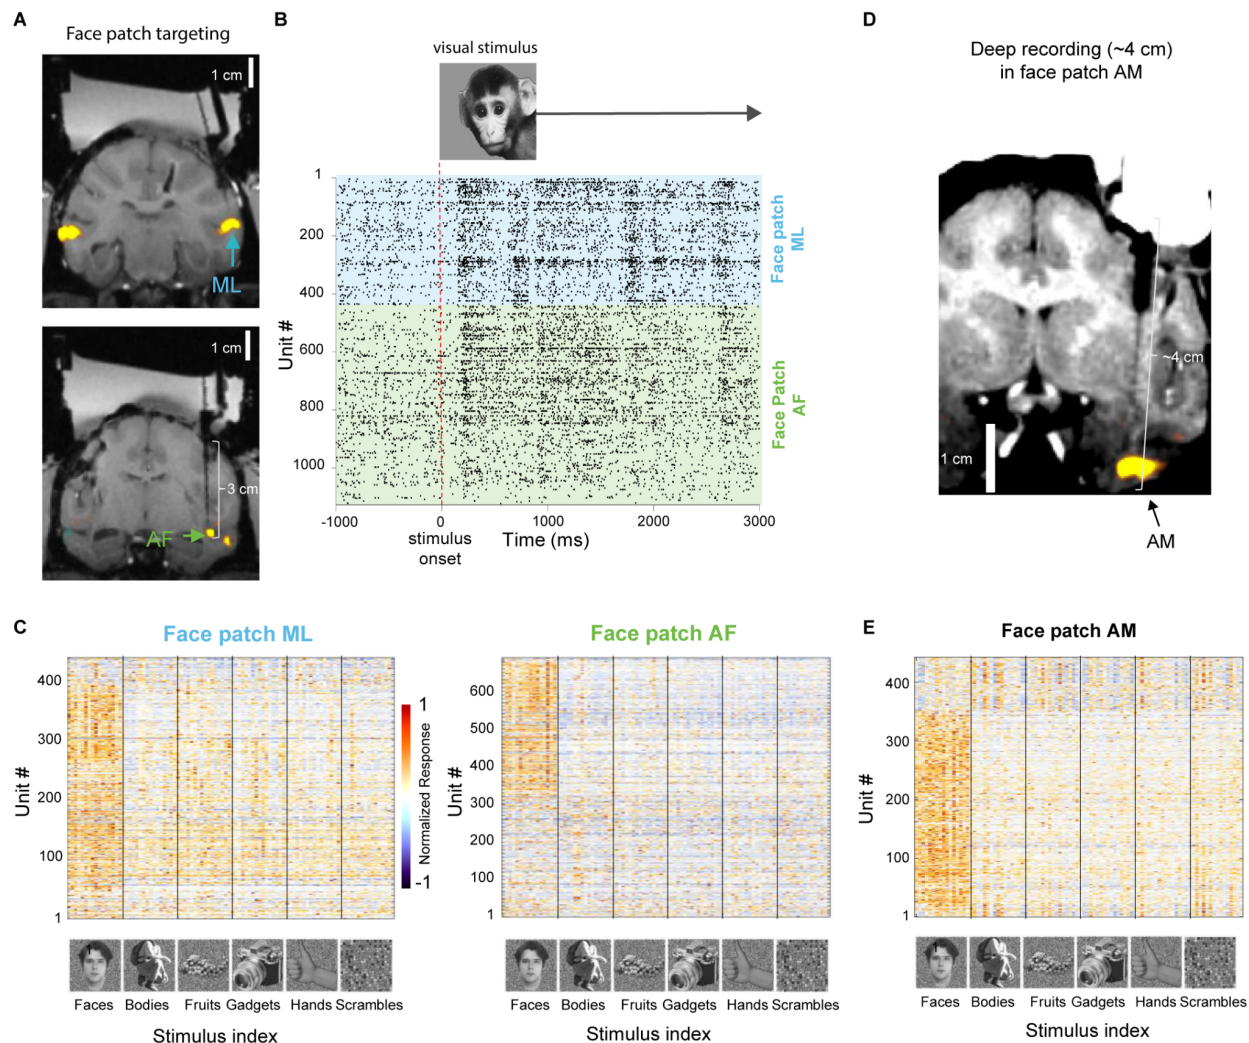 A
Face patch targeting
1 cm
ML
1 cm
~3 cm
AF
B
visual stimulus
1
200
400
600
800
1000
Unit #
Face patch
ML
Face Patch
AF
-1000
0
1000
2000
3000
stimulus
onset
Time (ms)
D
Deep recording (~4 cm)
in face patch AM
~4 cm
1 cm
AM
C
Face patch ML
400
300
200
100
1
Unit #
1
-1
Normalized Response
1
Faces
Bodies
Fruits
Gadgets
Hands
Scrambles
Stimulus index
Face patch AF
600
500
400
300
200
100
1
Unit #
Faces
Bodies
Fruits
Gadgets
Hands
Scrambles
Stimulus index
E
Face patch AM
400
300
200
100
1
Unit #
1
Faces
Bodies
Fruits
Gadgets
Hands
Scrambles
Stimulus index